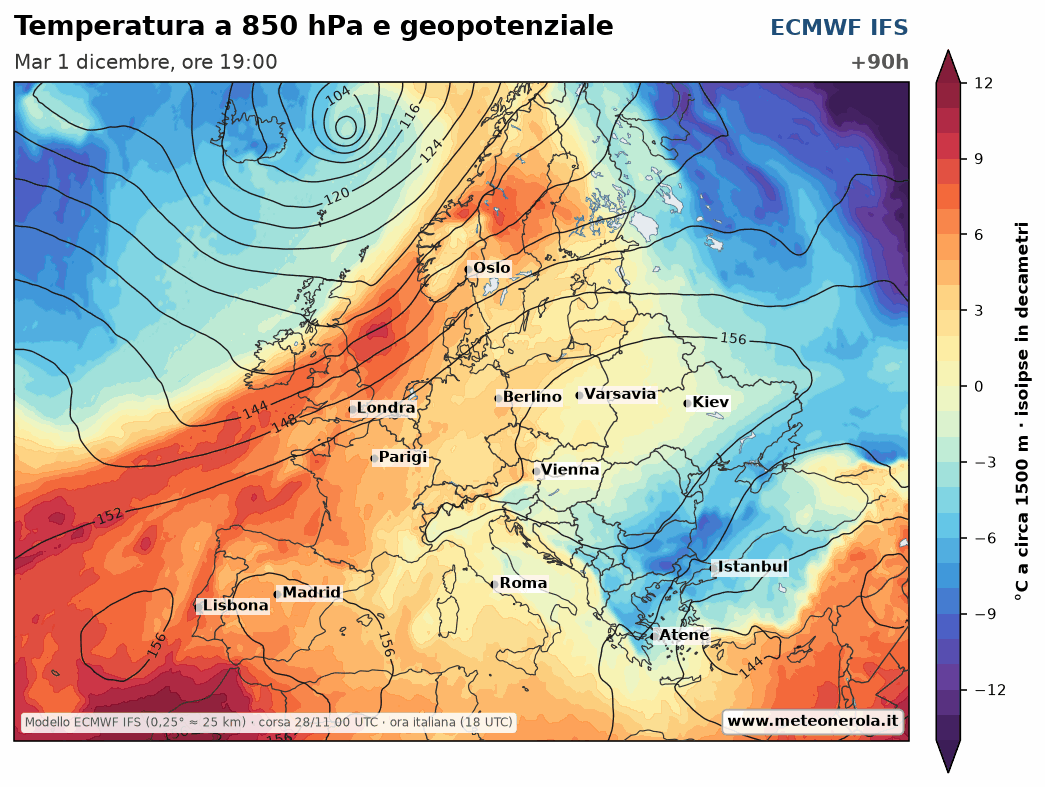 Temperatura a 850 hPa e geopotenziale
ECMWF IFS
Mar 1 dicembre, ore 19:00
+90h
104
116
124
120
156
144
148
152
156
156
144
156
Oslo
Berlino
Varsavia
Kiev
Londra
Parigi
Vienna
Roma
Istanbul
Madrid
Lisbona
Atene
Modello ECMWF IFS (0,25° ≈ 25 km) · corsa 28/11 00 UTC · ora italiana (18 UTC)
www.meteonerola.it
12
9
6
3
0
−3
−6
−9
−12
°C a circa 1500 m · isoipse in decametri